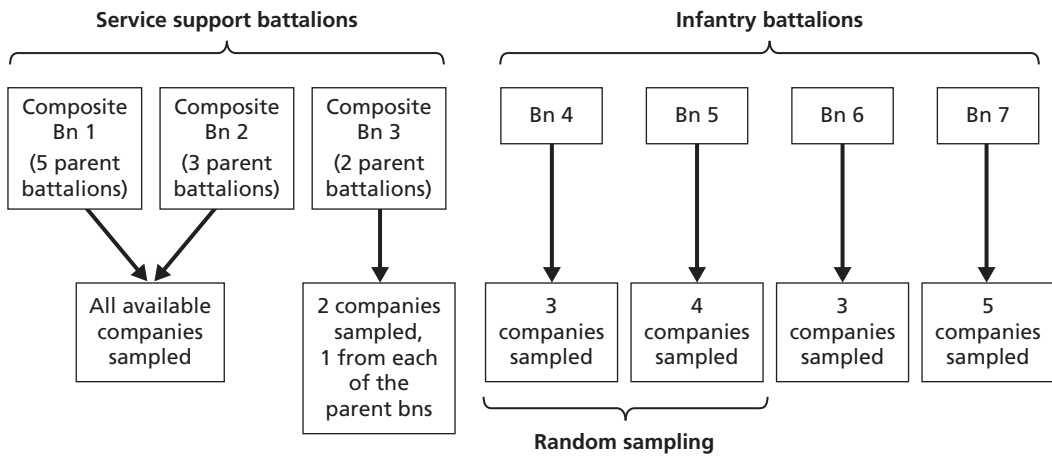 Service support battalions
Infantry battalions
Composite
Bn 1
(5 parent
battalions)
Composite
Bn 2
(3 parent
battalions)
Composite
Bn 3
(2 parent
battalions)
Bn 4
Bn 5
Bn 6
Bn 7
All available
companies
sampled
2 companies
sampled,
1 from each
of the
parent bns
3
companies
sampled
4
companies
sampled
3
companies
sampled
5
companies
sampled
Random sampling